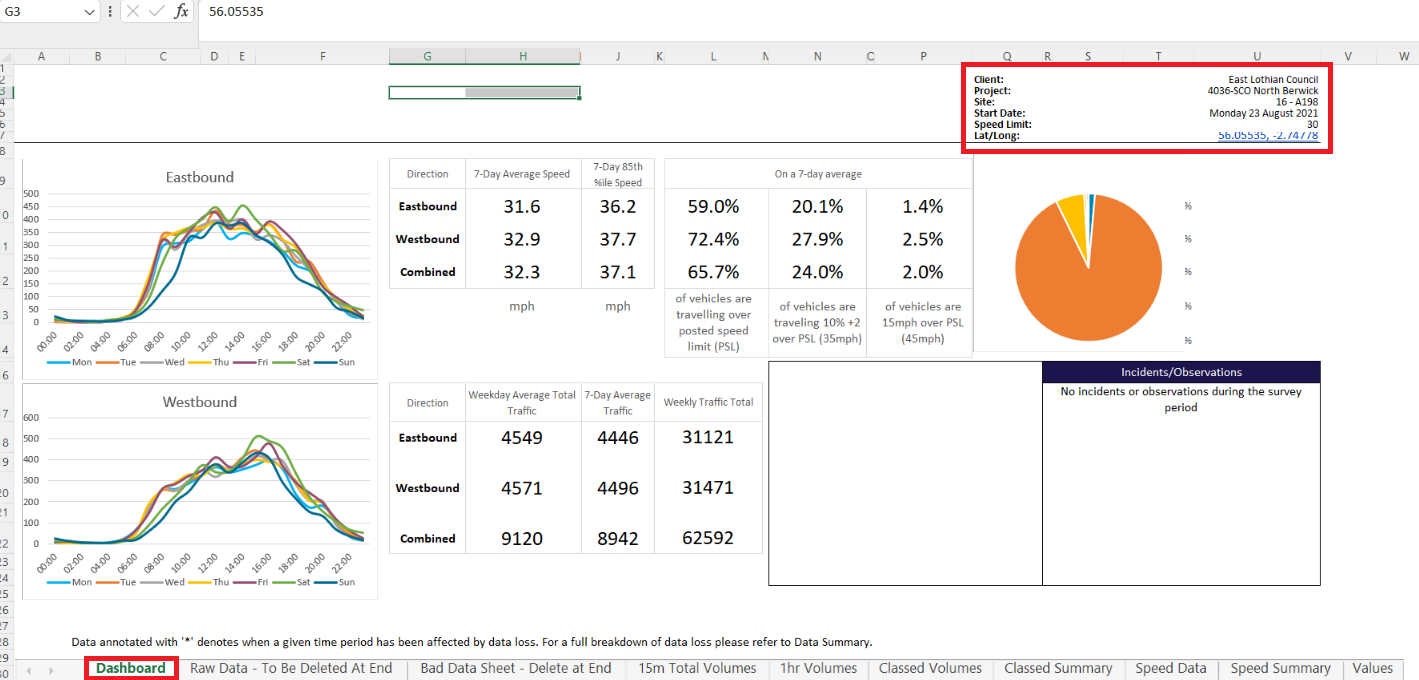 G3
fx
56.05535
A B C D E F G H I J K L M N O P Q R S T U V W
1
2
3
4
5
6
7
Client: East Lothian Council
Project: 4036-SCO North Berwick
Site: 16 - A198
Start Date: Monday 23 August 2021
Speed Limit: 30
Lat/Long: 56.05535, -2.74778
8
Eastbound
500
450
400
350
300
250
200
150
100
50
0
00:00 02:00 04:00 06:00 08:00 10:00 12:00 14:00 16:00 18:00 20:00 22:00
Mon Tue Wed Thu Fri Sat Sun
Direction 7-Day Average Speed 7-Day 85th %ile Speed On a 7-day average
Eastbound 31.6 36.2 59.0% 20.1% 1.4%
Westbound 32.9 37.9 72.4% 27.9% 2.5%
Combined 32.3 37.1 65.7% 24.0% 2.0%
mph mph
of vehicles are
travelling over
posted speed
limit (PSL)
of vehicles are
traveling 10% +2
over PSL (35mph)
of vehicles are
15mph over PSL
(45mph)
%
%
%
%
%
Westbound
600
500
400
300
200
100
0
00:00 02:00 04:00 06:00 08:00 10:00 12:00 14:00 16:00 18:00 20:00 22:00
Mon Tue Wed Thu Fri Sat Sun
Direction Weekday Average Total Traffic 7-Day Average Traffic Weekly Traffic Total
Eastbound 4549 4446 31121
Westbound 4571 4496 31471
Combined 9120 8942 62592
Incidents/Observations
No incidents or observations during the survey
period
Data annotated with '*' denotes when a given time period has been affected by data loss. For a full breakdown of data loss please refer to Data Summary.
Dashboard Raw Data - To Be Deleted At End Bad Data Sheet - Delete at End 15m Total Volumes 1hr Volumes Classed Volumes Classed Summary Speed Data Speed Summary Values